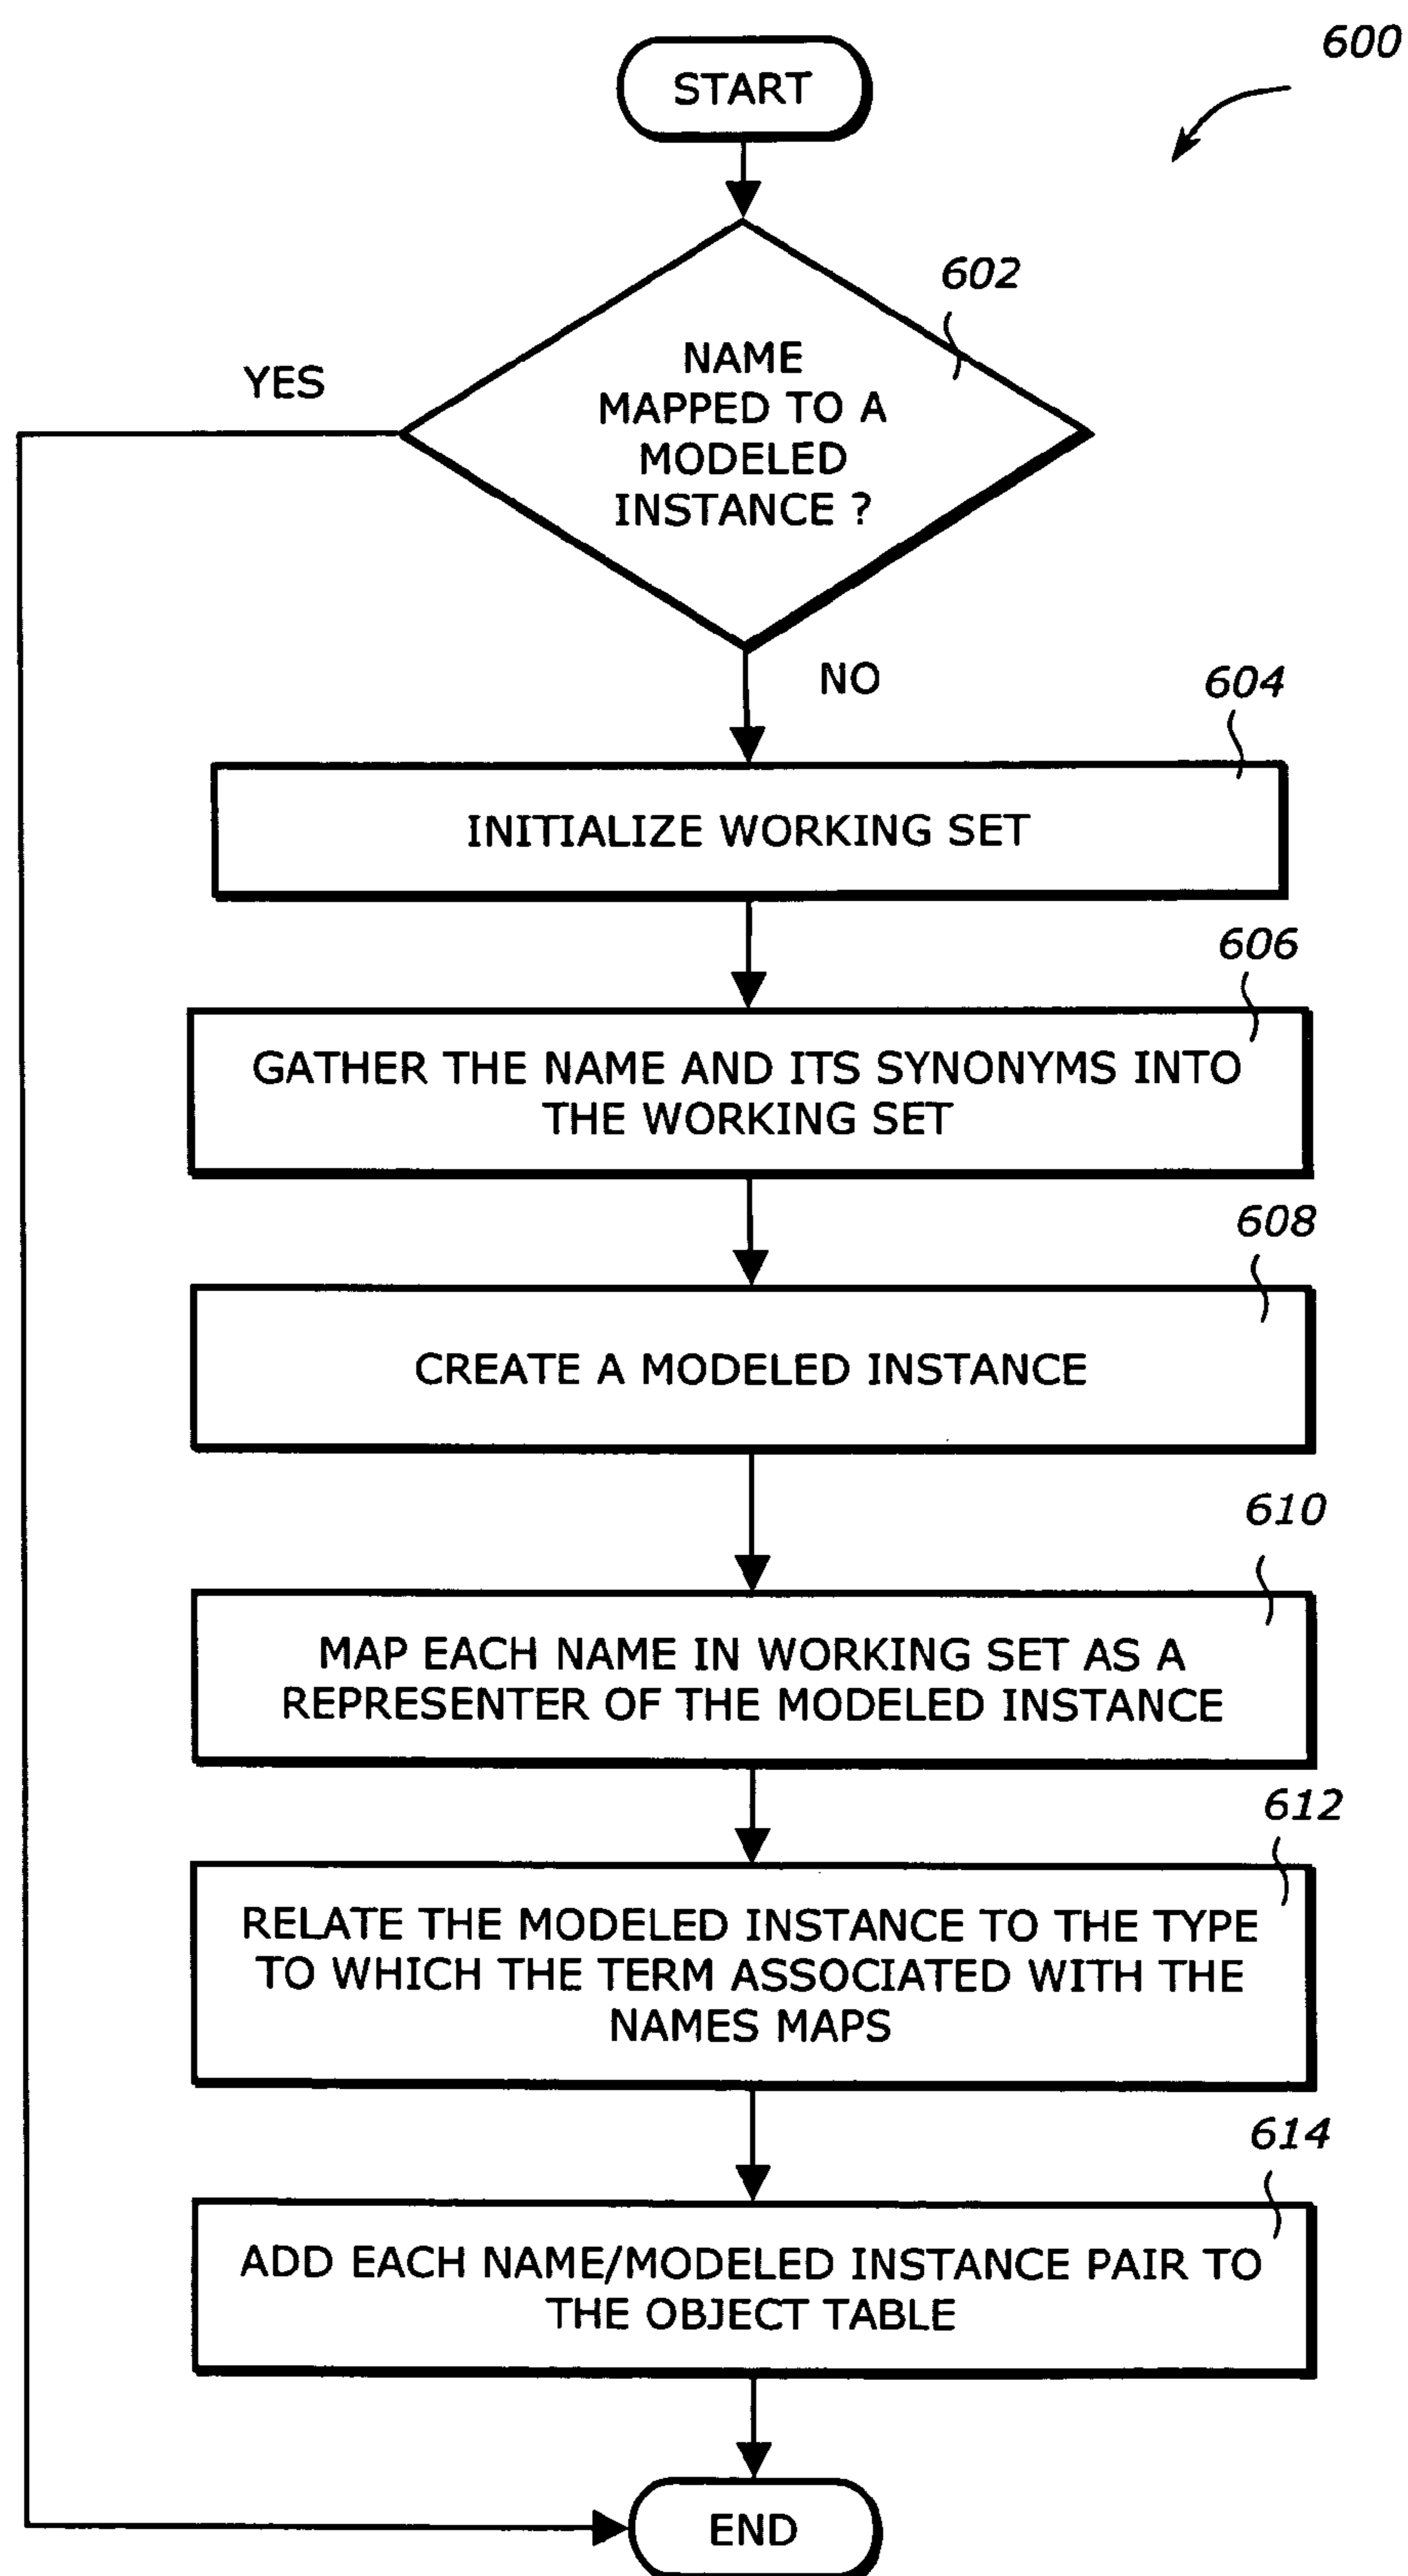 600
START
602
NAME
MAPPED TO A
MODELED
INSTANCE ?
YES
NO
604
INITIALIZE WORKING SET
606
GATHER THE NAME AND ITS SYNONYMS INTO
THE WORKING SET
608
CREATE A MODELED INSTANCE
610
MAP EACH NAME IN WORKING SET AS A
REPRESENTER OF THE MODELED INSTANCE
612
RELATE THE MODELED INSTANCE TO THE TYPE
TO WHICH THE TERM ASSOCIATED WITH THE
NAMES MAPS
614
ADD EACH NAME/MODELED INSTANCE PAIR TO
THE OBJECT TABLE
END